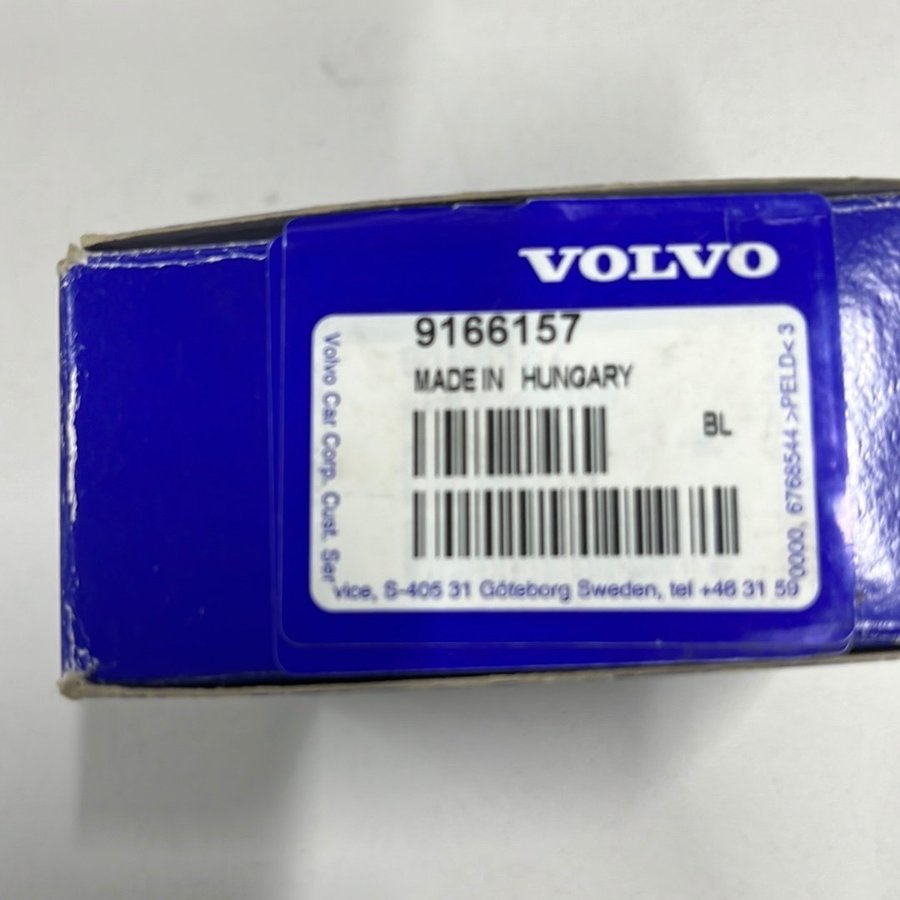 VOLVO
9166157
MADE IN HUNGARY
BL
Volvo Car Corp. Cust. Ser
vice, S-405 31 Göteborg Sweden, tel +46 31 59
0000, 6768544 >PELD< 3